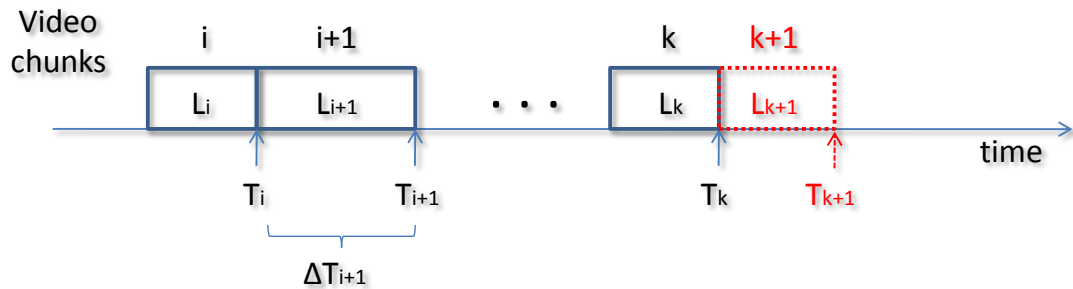 Video chunks
i
i+1
k
k+1
Li
Li+1
. . .
Lk
Lk+1
time
Ti
Ti+1
Tk
Tk+1
ΔTi+1